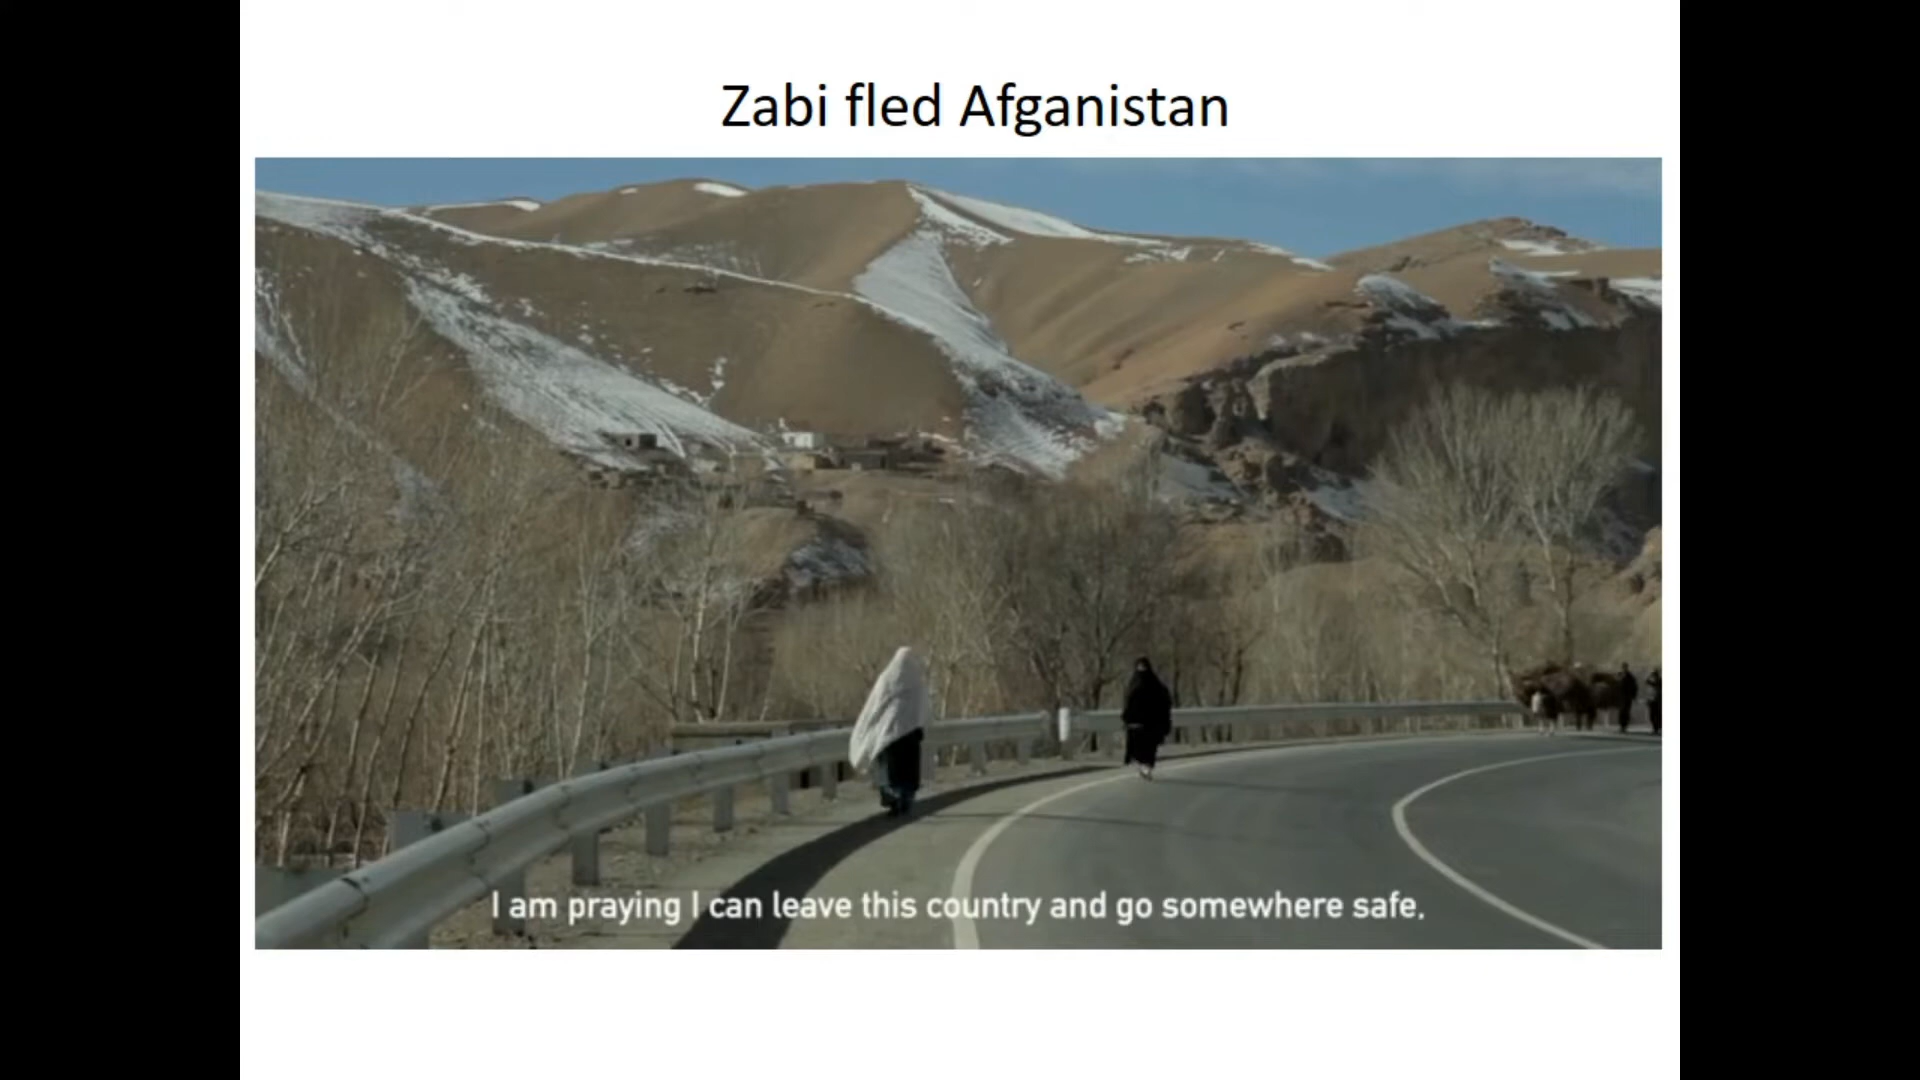 Zabi fled Afganistan
I am praying I can leave this country and go somewhere safe.